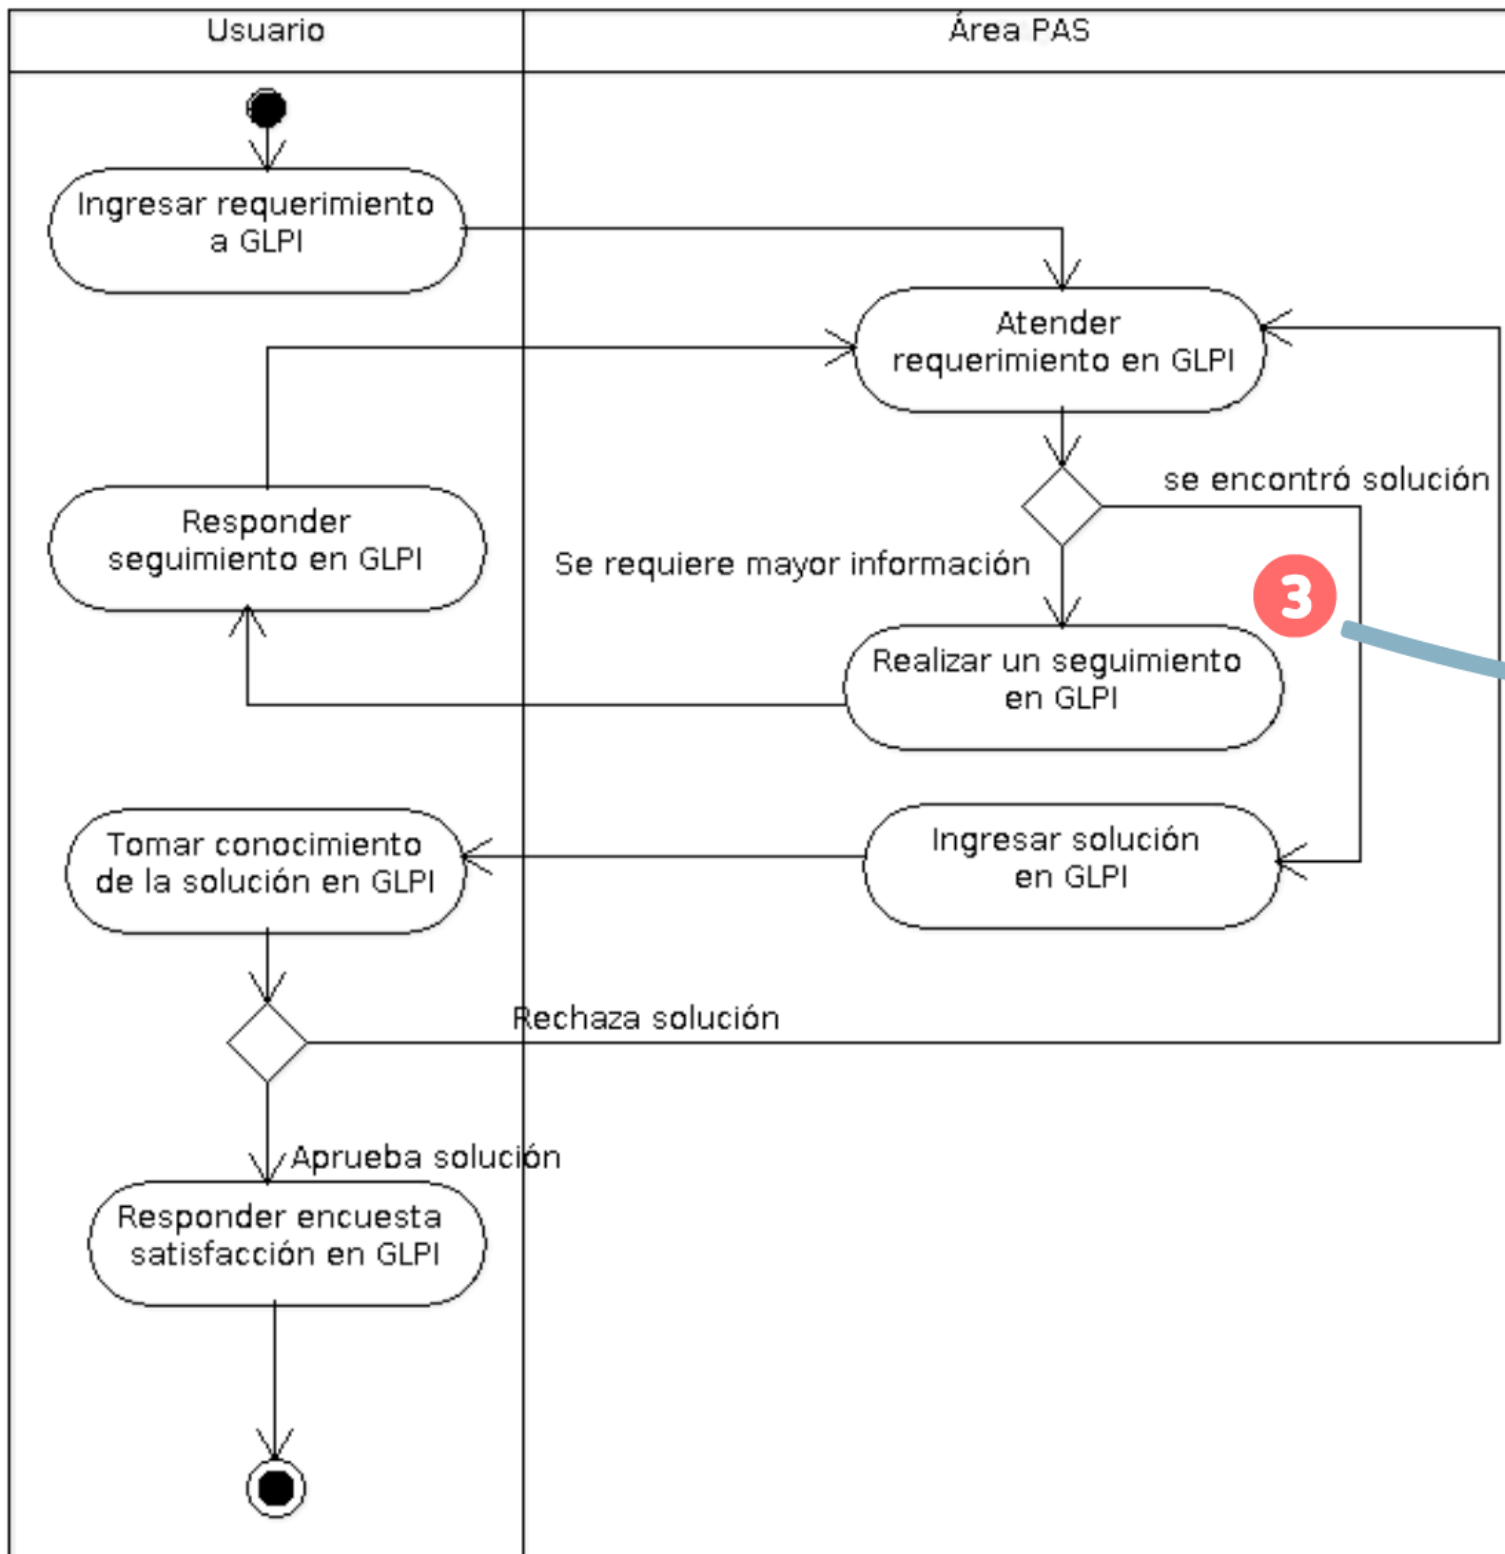 Usuario
Área PAS
Ingresar requerimiento
a GLPI
Atender
requerimiento en GLPI
se encontró solución
Responder
seguimiento en GLPI
Se requiere mayor información
3
Realizar un seguimiento
en GLPI
Tomar conocimiento
de la solución en GLPI
Ingresar solución
en GLPI
Rechaza solución
Aprueba solución
Responder encuesta
satisfacción en GLPI